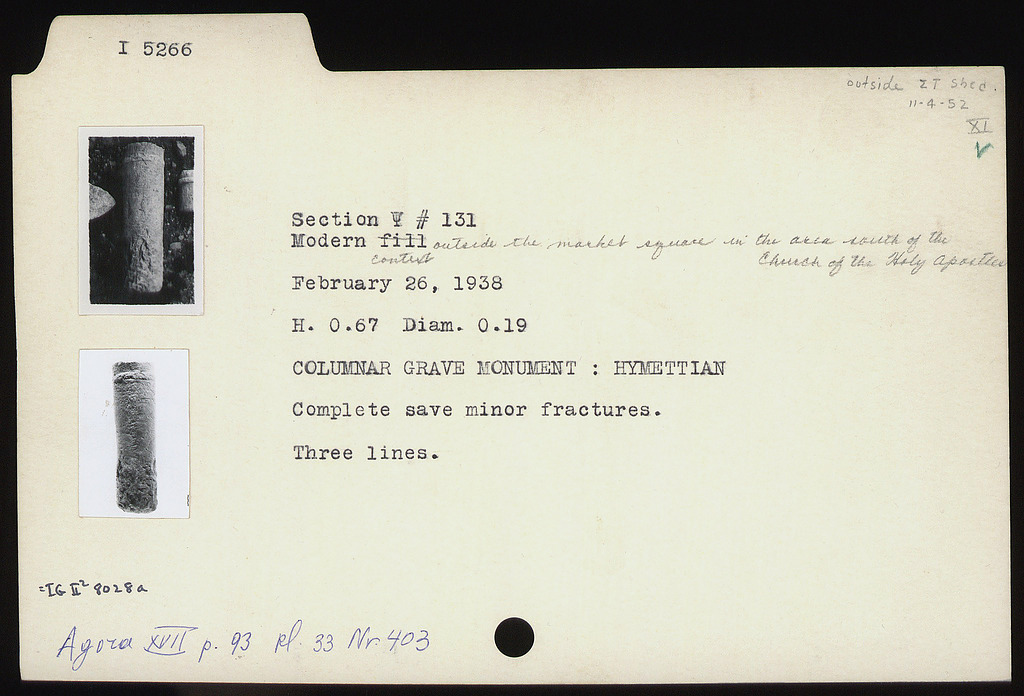 I 5266
outside ΣT shed.
11-4-52
XI
Section Ψ # 131
Modern fill outside the market square in the area south of the
context Church of the Holy Apostles
February 26, 1938
H. 0.67 Diam. 0.19
COLUMNAR GRAVE MONUMENT : HYMETTIAN
Complete save minor fractures.
Three lines.
=IG II² 8028a
Agora XVII p. 93 Pl. 33 Nr. 403